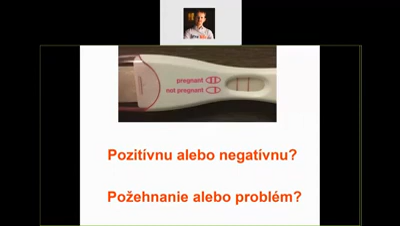 pregnant
not pregnant
Pozitívnu alebo negatívnu?
Požehnanie alebo problém?